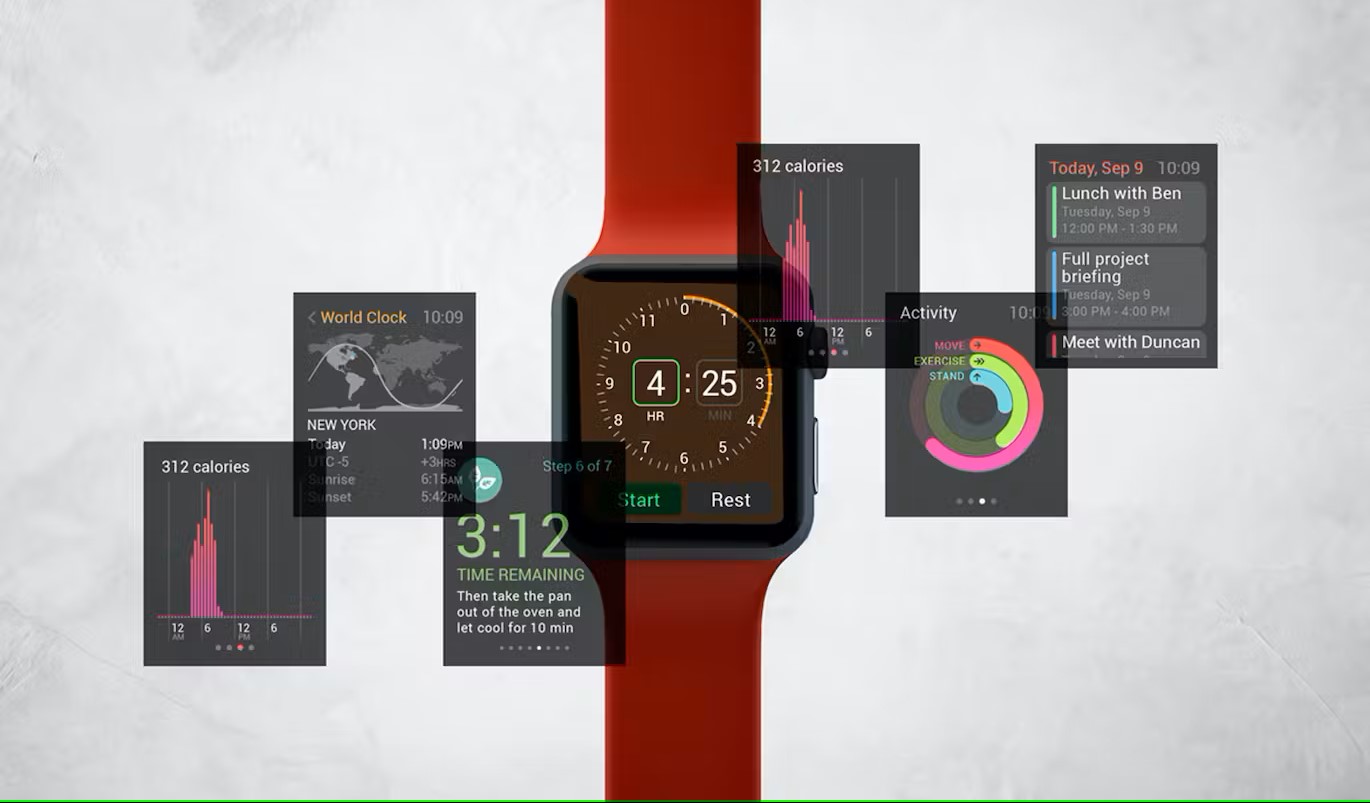 312 calories
12 6 12 6
AM PM
Today, Sep 9 10:09
Lunch with Ben
Tuesday, Sep 9
12:00 PM - 1:30 PM
Full project
briefing
Tuesday, Sep 9
3:00 PM - 4:00 PM
Meet with Duncan
Activity 10:09
MOVE
EXERCISE
STAND
World Clock 10:09
NEW YORK
Today 1:09PM
UTC -5 +3HRS
Sunrise 6:15AM
Sunset 5:42PM
0
1
2
3
4
5
6
7
8
9
10
11
4 : 25
HR MIN
Start Rest
312 calories
12 6 12 6
AM PM
Step 6 of 7
3:12
TIME REMAINING
Then take the pan
out of the oven and
let cool for 10 min